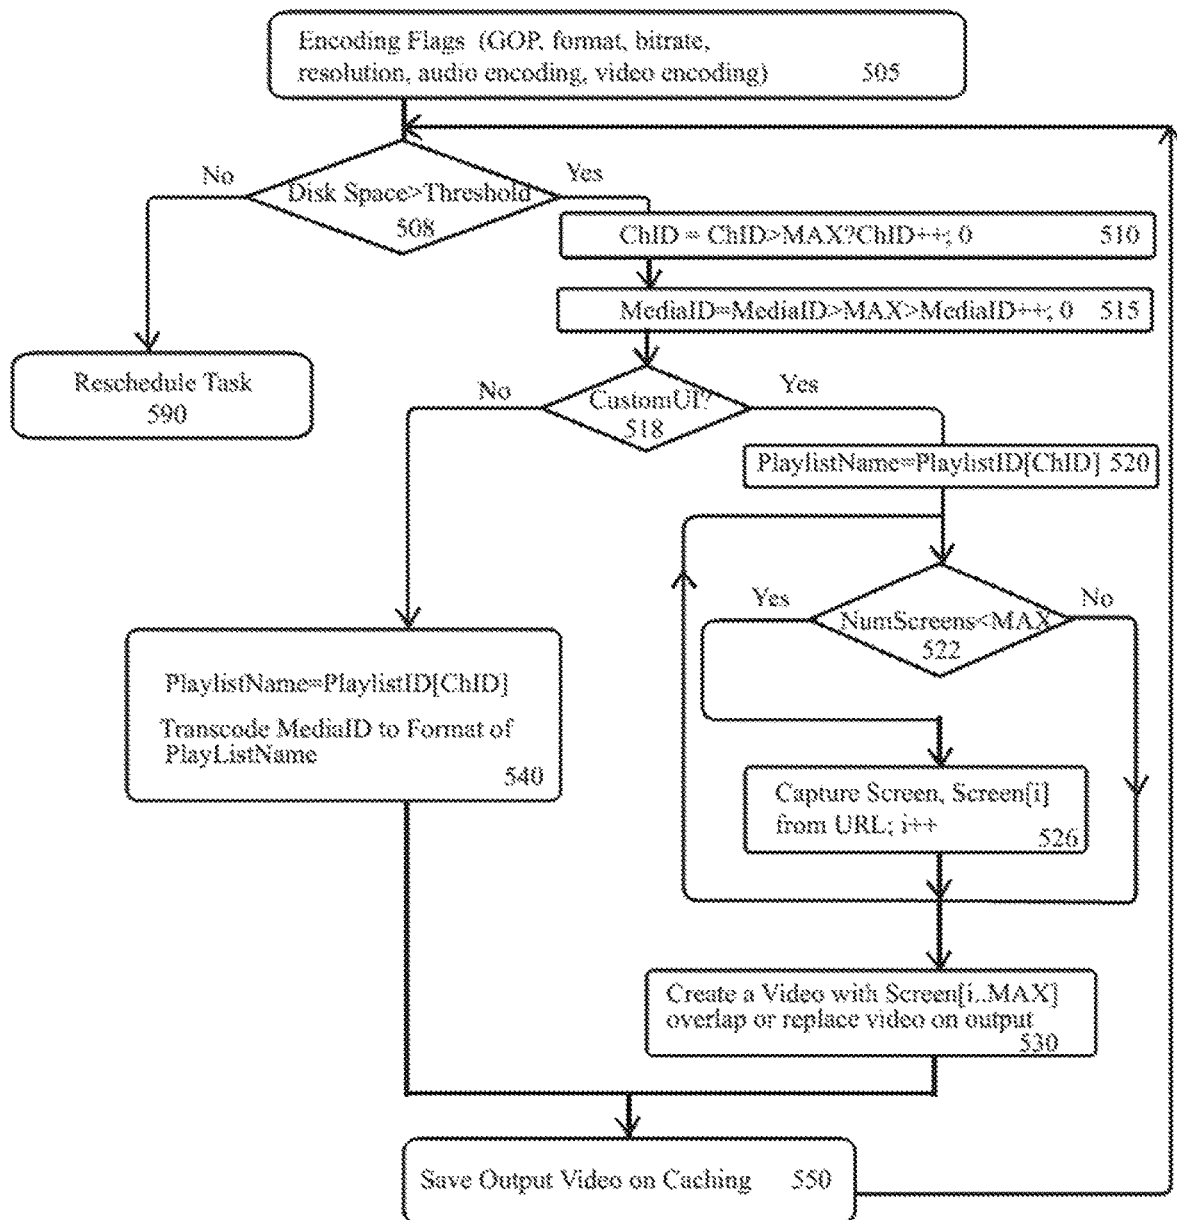 Encoding Flags (GOP, format, bitrate,
resolution, audio encoding, video encoding) 505
No
Yes
Disk Space>Threshold
508
ChID = ChID>MAX?ChID++; 0 510
MediaID=MediaID>MAX>MediaID++; 0 515
Reschedule Task
590
No
Yes
CustomUI?
518
PlaylistName=PlaylistID[ChID] 520
Yes
No
NumScreens<MAX
522
PlaylistName=PlaylistID[ChID]
Transcode MediaID to Format of
PlayListName
540
Capture Screen, Screen[i]
from URL; i++
526
Create a Video with Screen[i..MAX]
overlap or replace video on output
530
Save Output Video on Caching 550